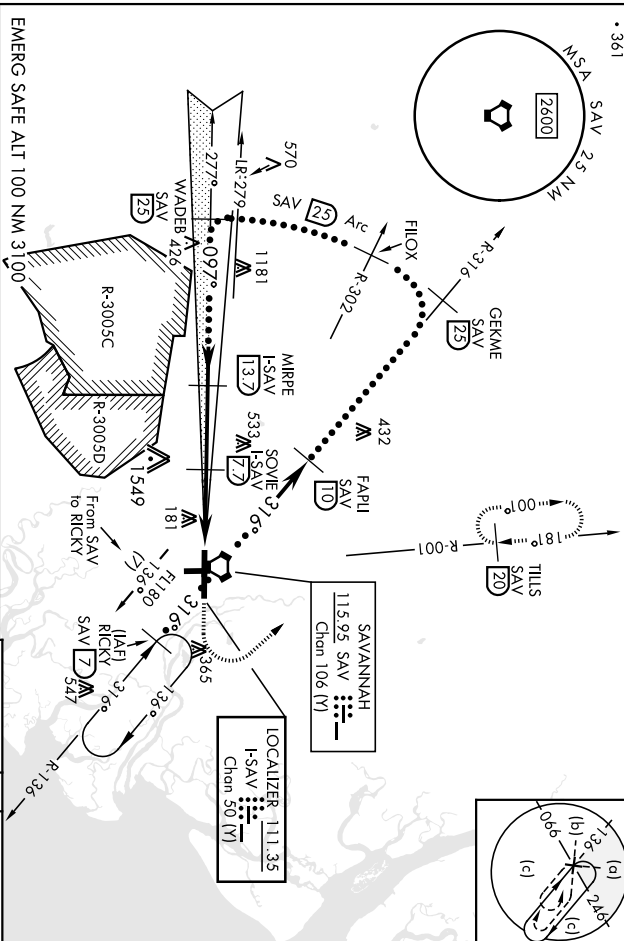 • 361
MSA SAV 25 NM
2600
EMERG SAFE ALT 100 NM 3100
570
LR-279
277°
097°
WADEB
SAV
25
426
1181
SAV 25 Arc
FILOX
R-302
R-316
GEKME
SAV
25
R-3005C
R-3005D
MIRPE
I-SAV
13.7
533
SOVIE
I-SAV
7.7
432
FAPLI
SAV
10
316°
1549
181
From SAV
to RICKY
FL180
136°
(7)
316°
(IAF)
RICKY
SAV 7
547
365
316°
136°
R-136
001°
181°
TILLS
SAV
20
R-001
SAVANNAH
115.95 SAV
Chan 106 (Y)
LOCALIZER 111.35
I-SAV
Chan 50 (Y)
(a)
136
(b)
066
(c)
246
(c)